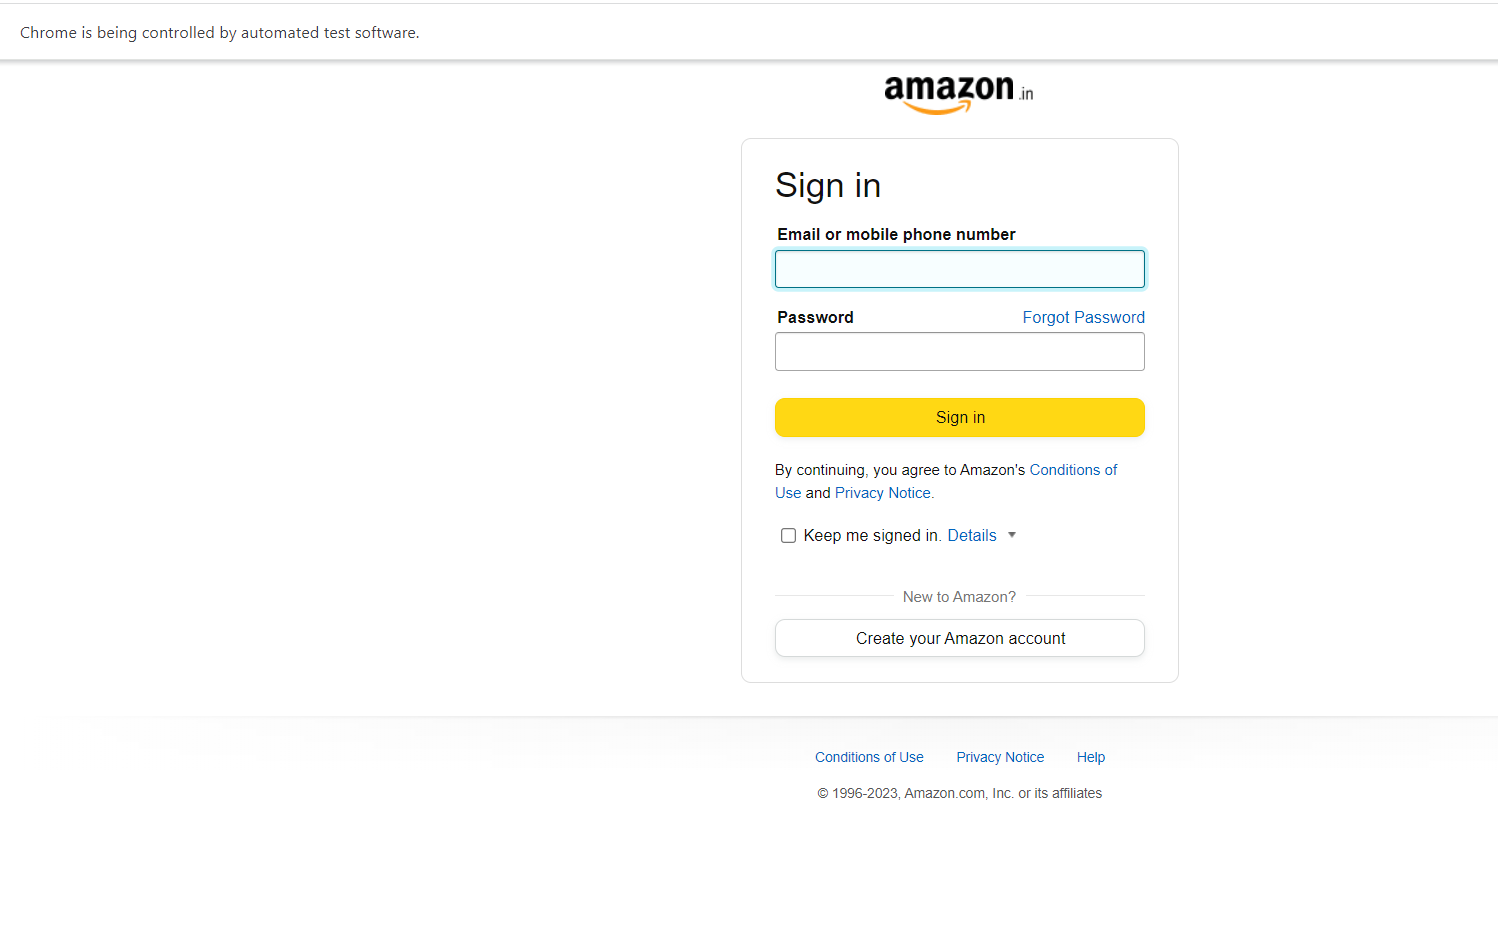 Chrome is being controlled by automated test software.
amazon.in
Sign in
Email or mobile phone number
Password Forgot Password
Sign in
By continuing, you agree to Amazon's Conditions of
Use and Privacy Notice.
Keep me signed in. Details
New to Amazon?
Create your Amazon account
Conditions of Use Privacy Notice Help
© 1996-2023, Amazon.com, Inc. or its affiliates